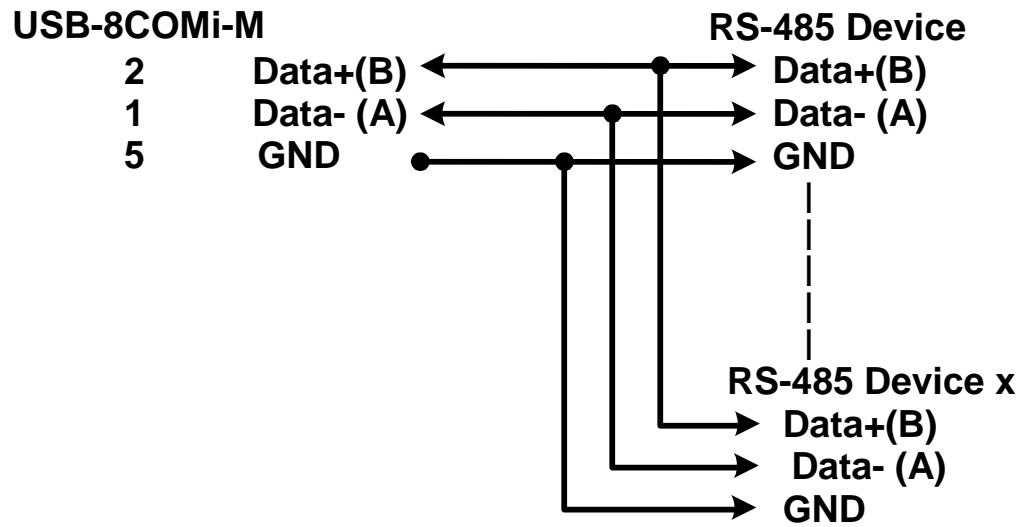 USB-8COMi-M RS-485 Device
2 Data+(B) Data+(B)
1 Data- (A) Data- (A)
5 GND GND
RS-485 Device x
Data+(B)
Data- (A)
GND